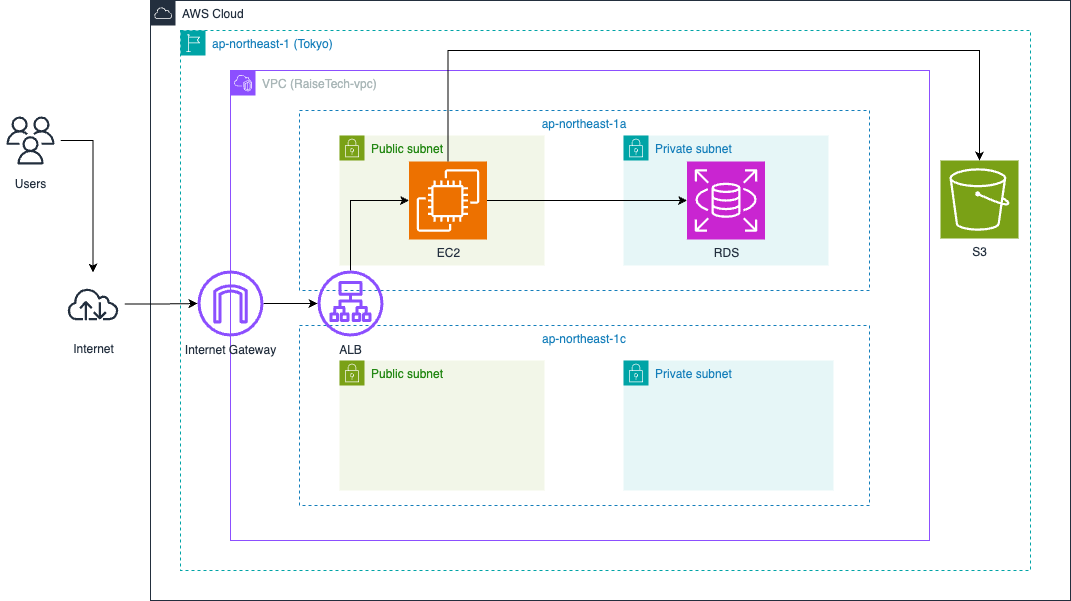 AWS Cloud
ap-northeast-1 (Tokyo)
VPC (RaiseTech-vpc)
ap-northeast-1a
Public subnet
Private subnet
Users
EC2
RDS
S3
Internet
Internet Gateway
ALB
ap-northeast-1c
Public subnet
Private subnet